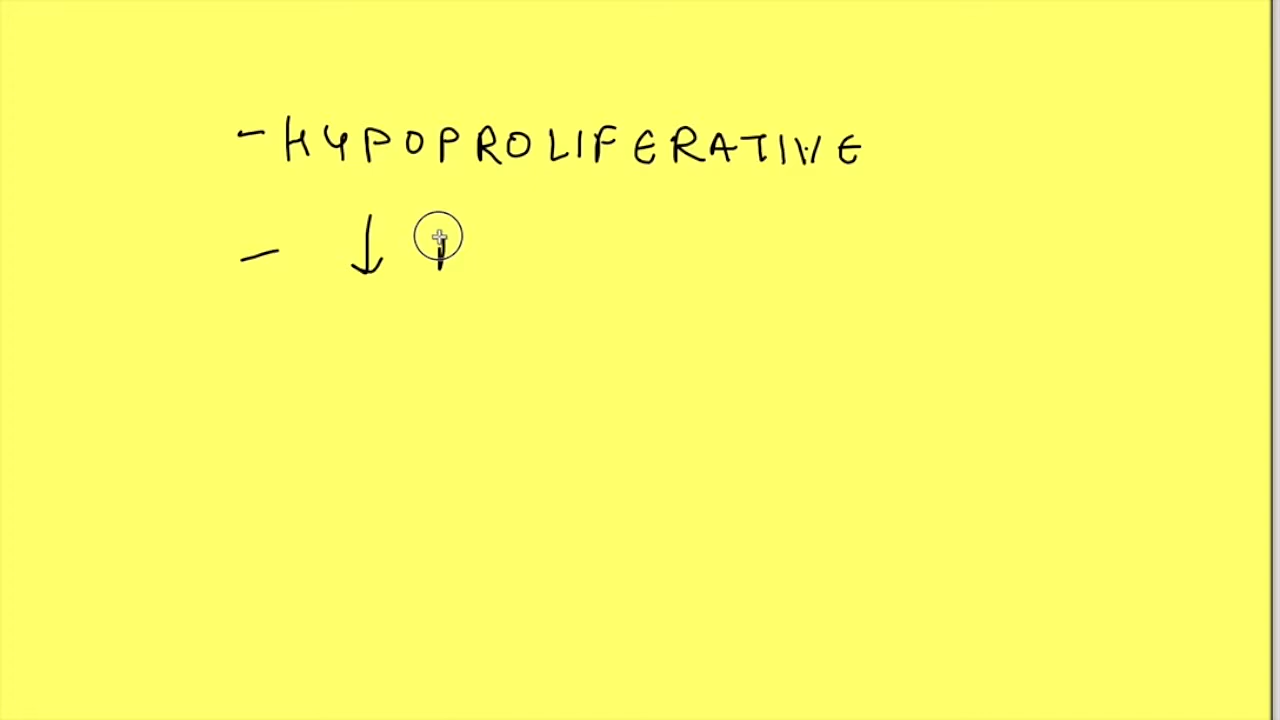 - HYPOPROLIFERATIVE
- ↓